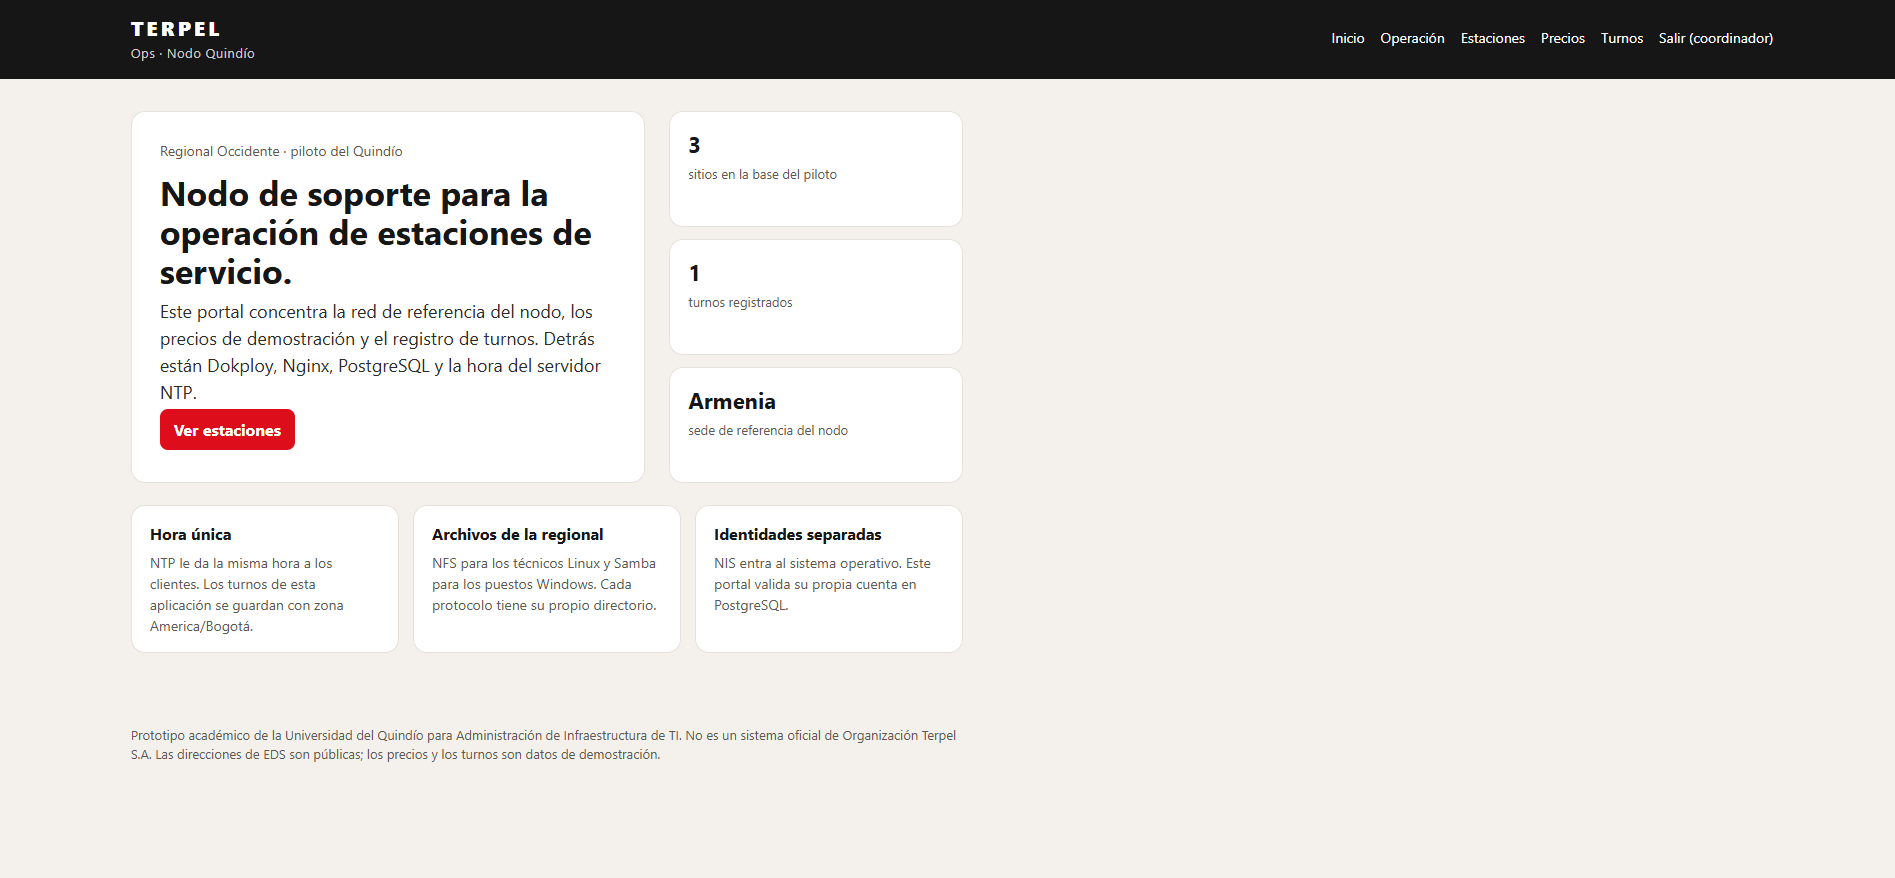 TERPEL
Ops · Nodo Quindío
Inicio Operación Estaciones Precios Turnos Salir (coordinador)
Regional Occidente · piloto del Quindío
Nodo de soporte para la
operación de estaciones de
servicio.
Este portal concentra la red de referencia del nodo, los
precios de demostración y el registro de turnos. Detrás
están Dokploy, Nginx, PostgreSQL y la hora del servidor
NTP.
Ver estaciones
3
sitios en la base del piloto
1
turnos registrados
Armenia
sede de referencia del nodo
Hora única
NTP le da la misma hora a los
clientes. Los turnos de esta
aplicación se guardan con zona
America/Bogotá.
Archivos de la regional
NFS para los técnicos Linux y Samba
para los puestos Windows. Cada
protocolo tiene su propio directorio.
Identidades separadas
NIS entra al sistema operativo. Este
portal valida su propia cuenta en
PostgreSQL.
Prototipo académico de la Universidad del Quindío para Administración de Infraestructura de TI. No es un sistema oficial de Organización Terpel
S.A. Las direcciones de EDS son públicas; los precios y los turnos son datos de demostración.